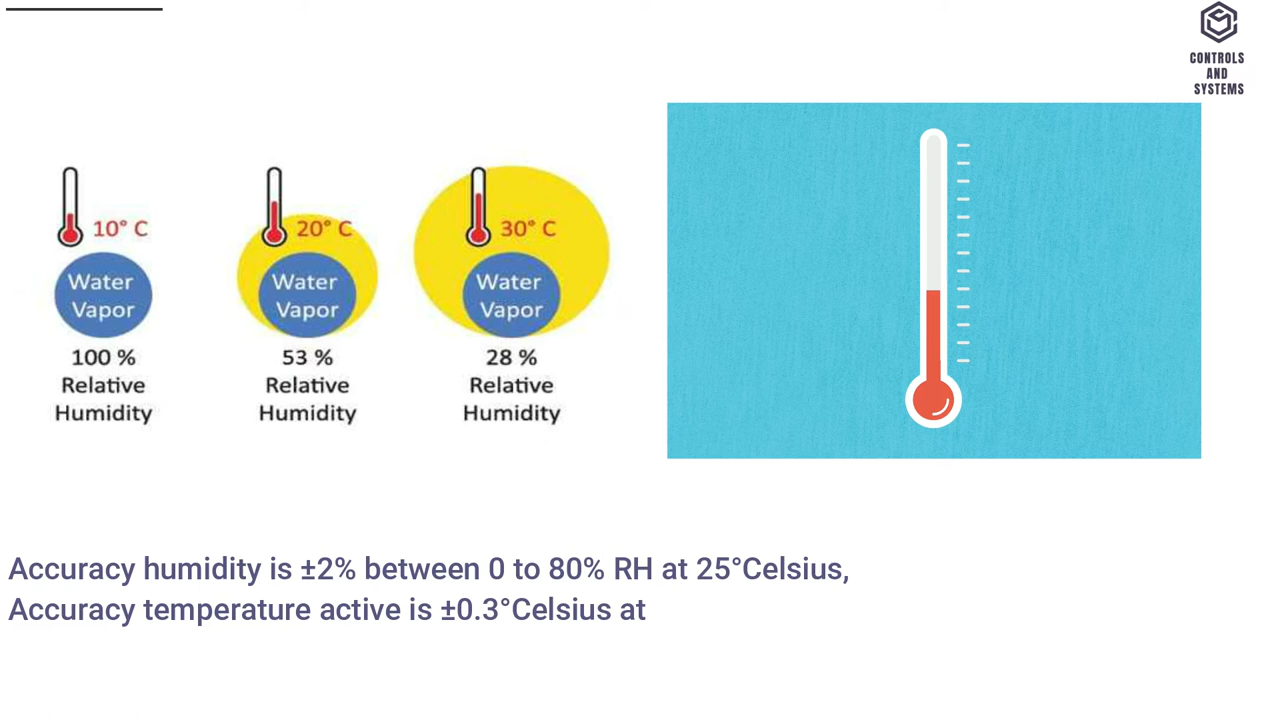 CONTROLS
AND
SYSTEMS
10° C
Water
Vapor
100 %
Relative
Humidity
20° C
Water
Vapor
53 %
Relative
Humidity
30° C
Water
Vapor
28 %
Relative
Humidity
Accuracy humidity is ±2% between 0 to 80% RH at 25°Celsius,
Accuracy temperature active is ±0.3°Celsius at